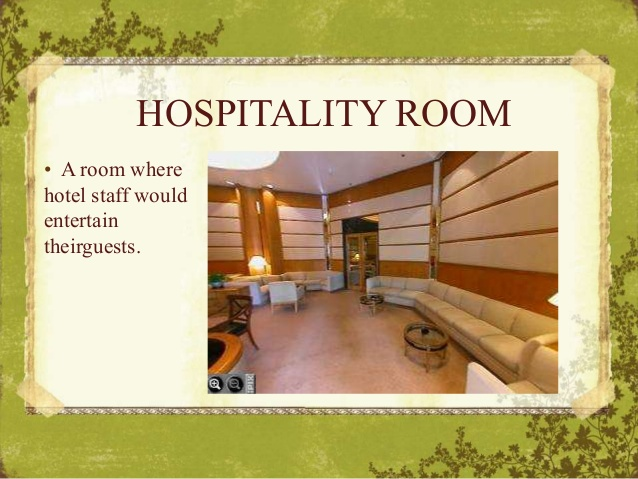 HOSPITALITY ROOM
• A room where
hotel staff would
entertain
theirguests.